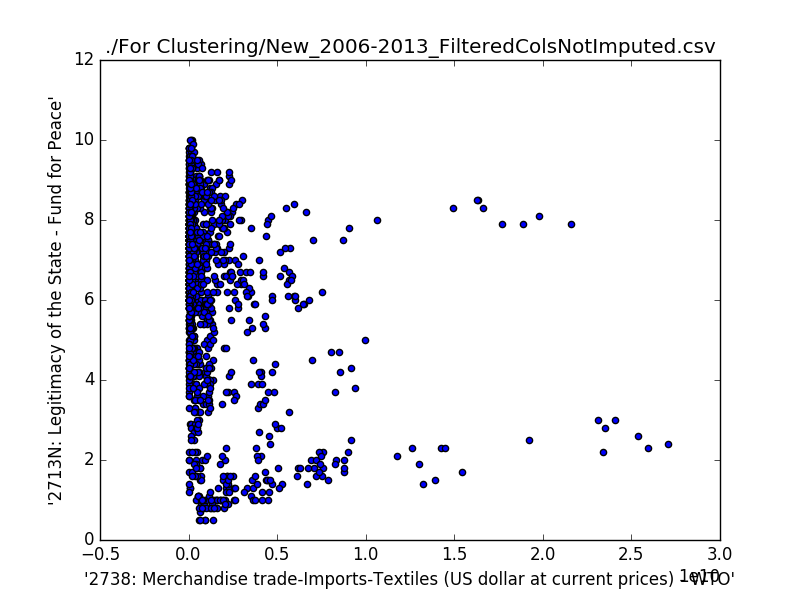 ./For Clustering/New_2006-2013_FilteredColsNotImputed.csv
12
10
8
6
4
2
0
'2713N: Legitimacy of the State - Fund for Peace'
−0.5 0.0 0.5 1.0 1.5 2.0 2.5 3.0
1e10
'2738: Merchandise trade-Imports-Textiles (US dollar at current prices) - WTO'